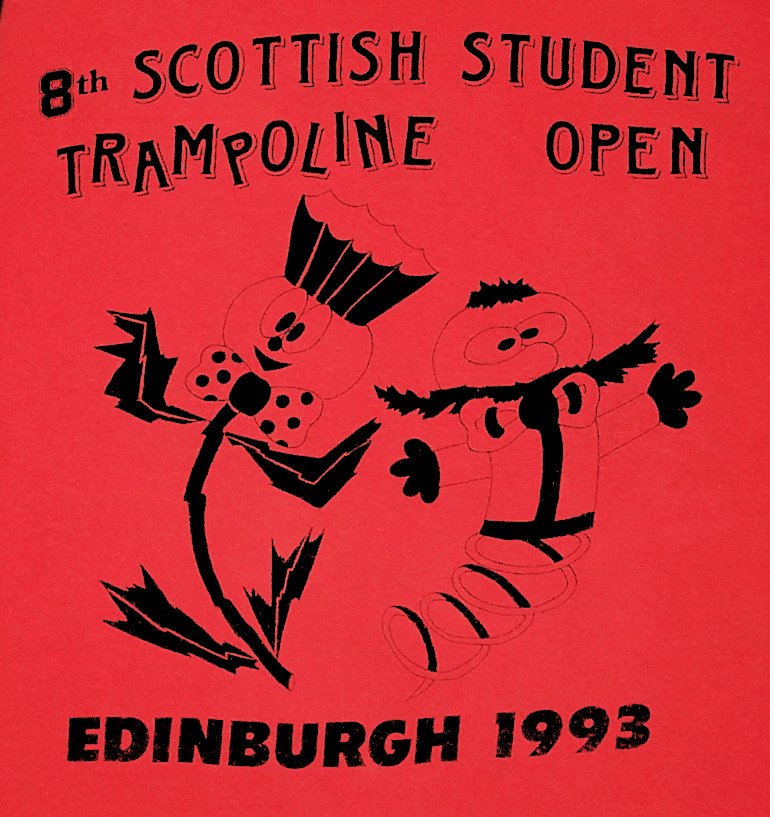 8th SCOTTISH STUDENT
TRAMPOLINE OPEN
EDINBURGH 1993